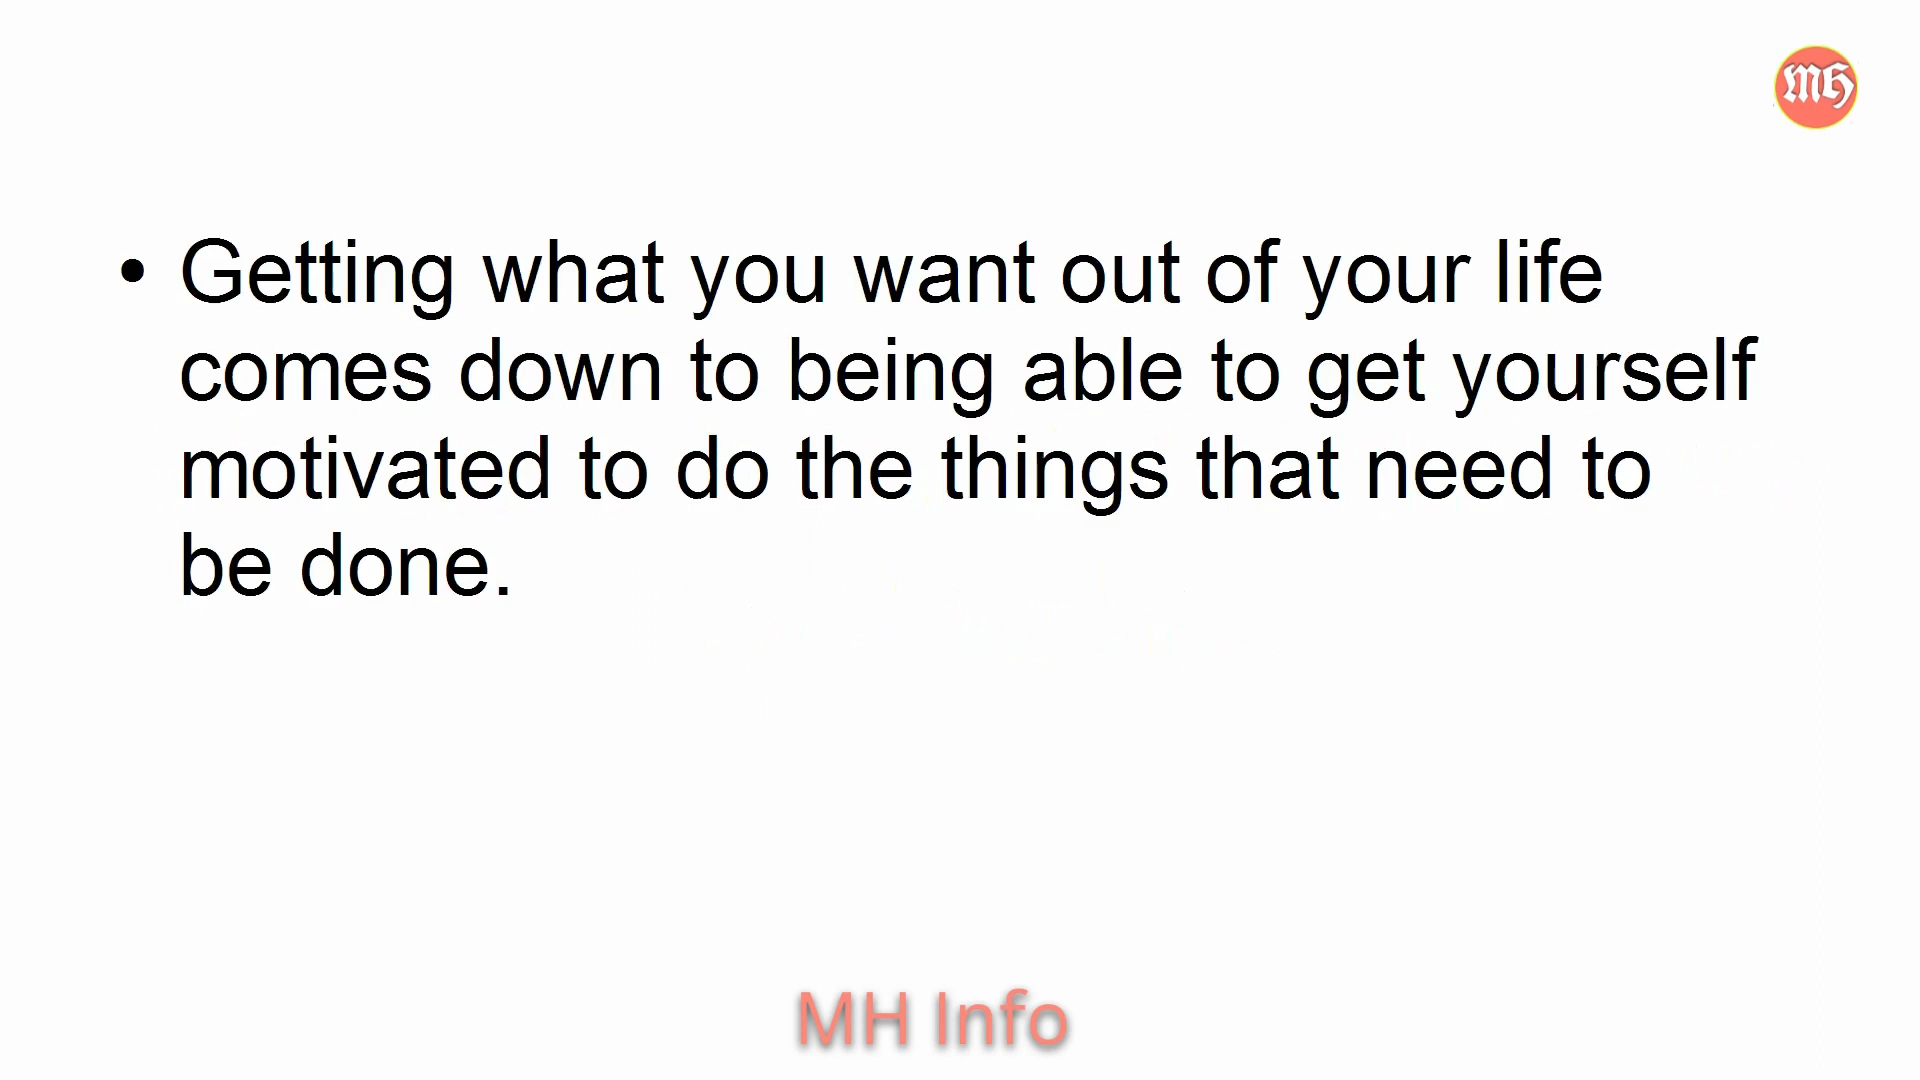 MH
• Getting what you want out of your life
comes down to being able to get yourself
motivated to do the things that need to
be done.
MH Info